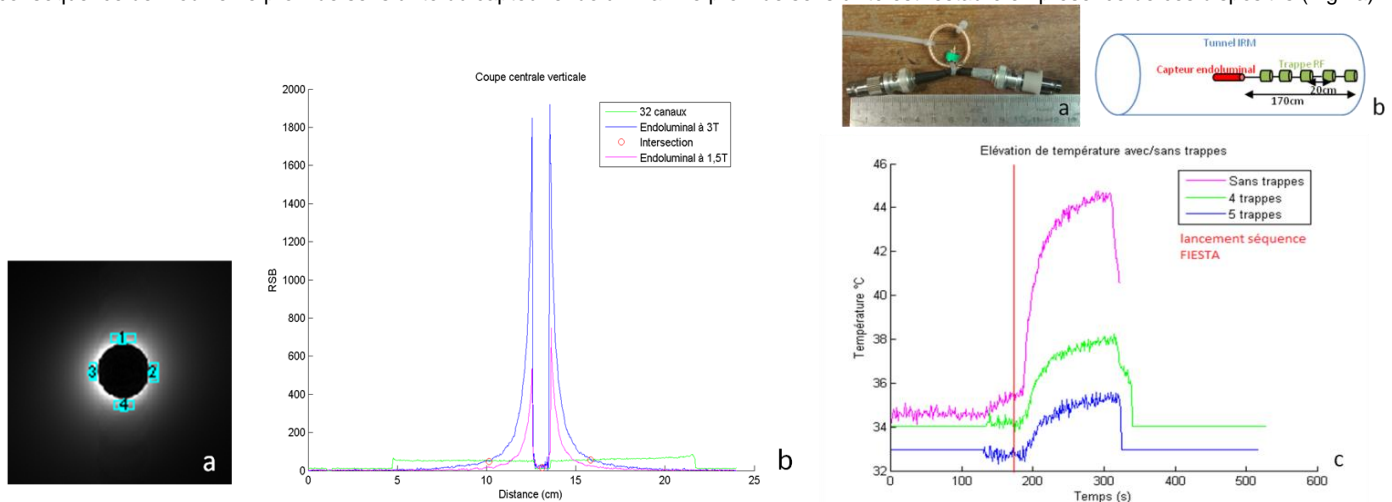 Coupe centrale verticale
2000
1800
1600
1400
1200
1000
800
600
400
200
0
RSB
0 5 10 15 20 25
Distance (cm)
32 canaux
Endoluminal à 3T
Intersection
Endoluminal à 1,5T
1
3 2
4
a
b
a
Tunnel IRM
Capteur endoluminal
Trappe RF
20cm
170cm
b
Elévation de température avec/sans trappes
46
44
42
40
38
36
34
32
Température °C
0 100 200 300 400 500 600
Temps (s)
Sans trappes
4 trappes
5 trappes
lancement séquence
FIESTA
c